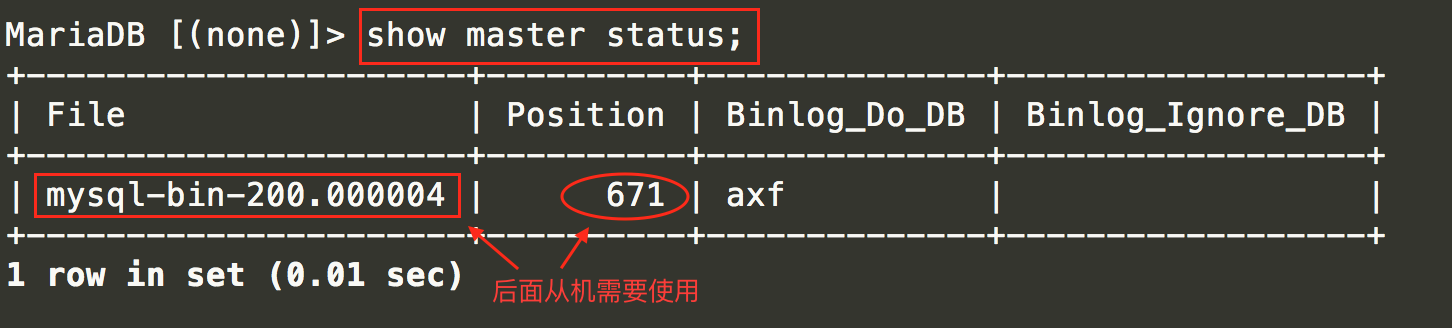 MariaDB [(none)]> show master status;
+----------------------+----------+--------------+------------------+
| File                 | Position | Binlog_Do_DB | Binlog_Ignore_DB |
+----------------------+----------+--------------+------------------+
| mysql-bin-200.000004 |      671 | axf          |                  |
+----------------------+----------+--------------+------------------+
1 row in set (0.01 sec)
后面从机需要使用